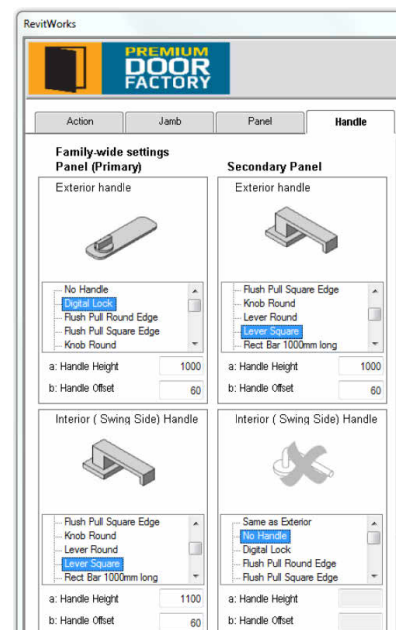 RevitWorks
PREMIUM
DOOR
FACTORY
Action
Jamb
Panel
Handle
Family-wide settings
Panel (Primary)
Exterior handle
No Handle
Digital Lock
Flush Pull Round Edge
Flush Pull Square Edge
Knob Round
a: Handle Height 1000
b: Handle Offset 60
Interior ( Swing Side) Handle
Flush Pull Square Edge
Knob Round
Lever Round
Lever Square
Rect Bar 1000mm long
a: Handle Height 1100
b: Handle Offset 60
Secondary Panel
Exterior handle
Flush Pull Square Edge
Knob Round
Lever Round
Lever Square
Rect Bar 1000mm long
a: Handle Height 1000
b: Handle Offset 60
Interior ( Swing Side) Handle
Same as Exterior
No Handle
Digital Lock
Flush Pull Round Edge
Flush Pull Square Edge
a: Handle Height
b: Handle Offset